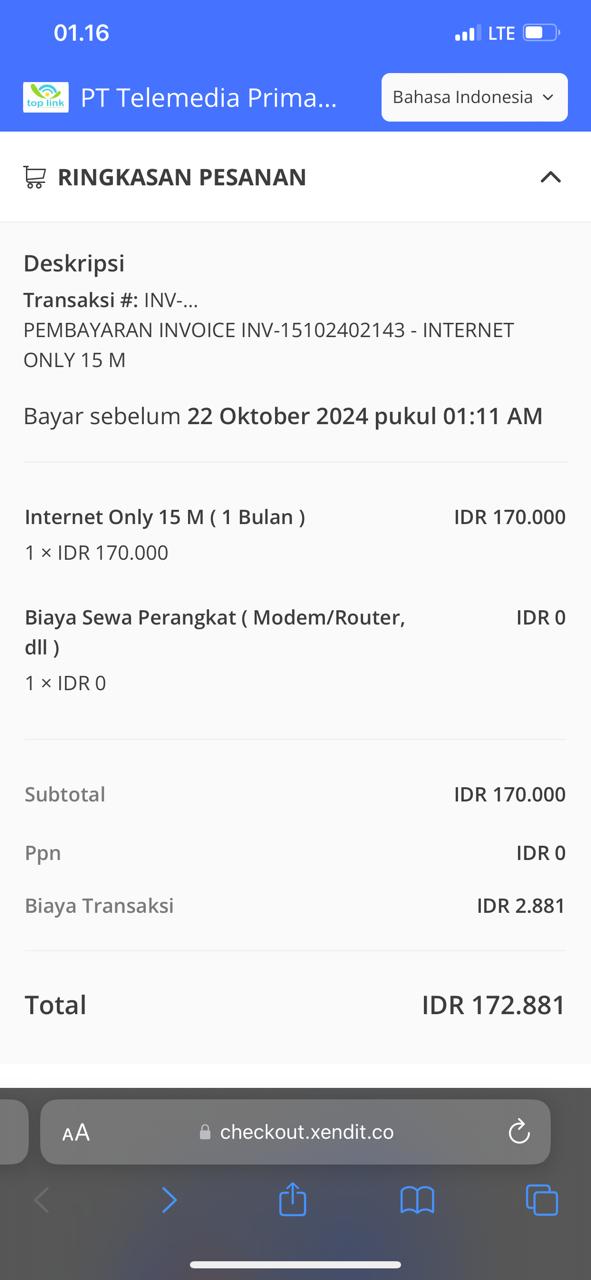 01.16
LTE
top link
PT Telemedia Prima...
Bahasa Indonesia
RINGKASAN PESANAN
Deskripsi
Transaksi #: INV-...
PEMBAYARAN INVOICE INV-15102402143 - INTERNET
ONLY 15 M
Bayar sebelum 22 Oktober 2024 pukul 01:11 AM
Internet Only 15 M ( 1 Bulan ) IDR 170.000
1 × IDR 170.000
Biaya Sewa Perangkat ( Modem/Router, IDR 0
dll )
1 × IDR 0
Subtotal IDR 170.000
Ppn IDR 0
Biaya Transaksi IDR 2.881
Total IDR 172.881
AA checkout.xendit.co